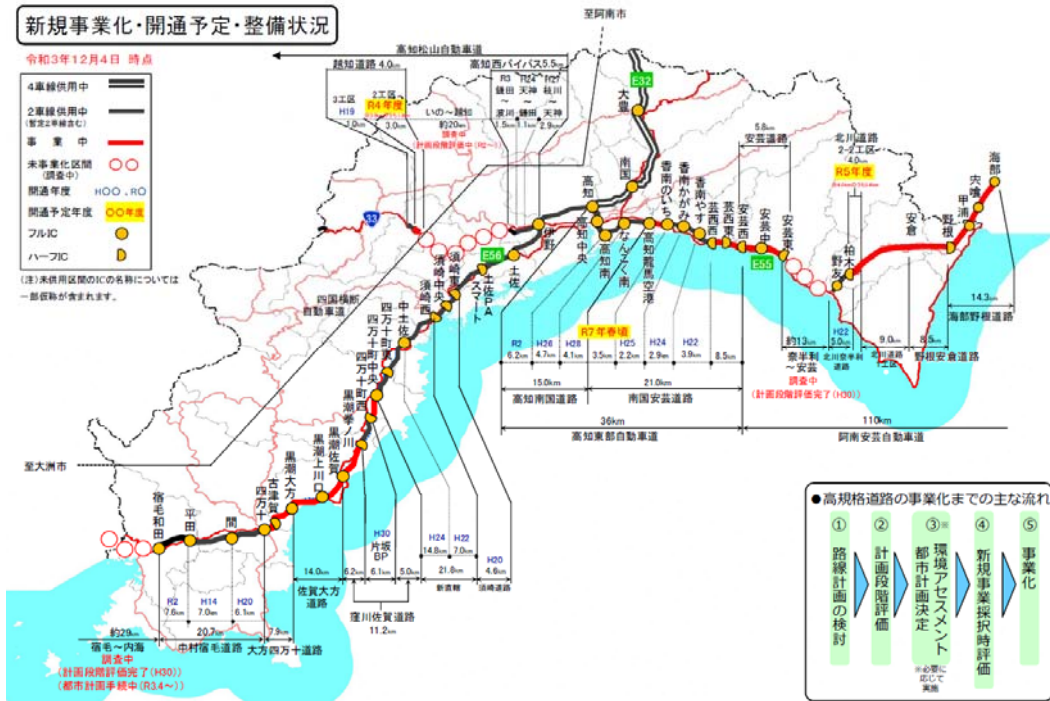 新規事業化・開通予定・整備状況
令和3年12月4日 時点
4車線供用中
2車線供用中
(暫定2車線含む)
事 業 中
未事業化区間
(調査中)
開通年度 H〇〇、R〇
開通予定年度 〇〇年度
フルIC
ハーフIC
(注)未供用区間のICの名称については
一部仮称が含まれます。
至阿南市
高知松山自動車道
越知道路 4.0km
高知西バイパス5.5km
3工区
H19
1.0km
2工区
R4年度
3.0km
いの～越知
約20km
調査中
(計画段階評価中(R2～))
R3
鎌田
～
波川
1.5km
R24
天神
～
鎌田
1.1km
H21
枝川
～
天神
2.9km
E32
大豊
南国
高知
高知中央
高知南
なんこく南
高知龍馬空港
香南のいち
香南かがみ
香南やす
芸西西
芸西東
安芸西
安芸中
安芸東
5.8km
安芸道路
北川道路
2-2工区
4.0km
R5年度
海部
宍喰
甲浦
野根
安倉
柏木
野友
E55
33
伊野
土佐
E56
土佐PA
スマート
須崎東
須崎中央
須崎西
中土佐
四万十町東
四万十町中央
四万十町西
黒潮拳ノ川
黒潮佐賀
黒潮上川口
黒潮大方
古津賀
四万十
間
平田
宿毛和田
四国横断
自動車道
至大洲市
R7年春頃
R2
6.2km
H26
4.7km
H28
4.1km
3.5km
H25
2.2km
H24
2.9km
H22
3.9km
8.5km
15.0km
高知南国道路
21.0km
南国安芸道路
36km
高知東部自動車道
110km
阿南安芸自動車道
約13km
奈半利
～安芸
調査中
(計画段階評価完了(H30))
H22
5.0km
北川奈半利
道路
9.0km
北川道路
1工区
8.5km
野根安倉道路
14.3km
海部野根道路
H20
4.6km
須崎道路
H24
14.8km
H22
7.0km
21.8km
新直轄
5.0km
H30
片坂
BP
6.1km
6.2km
窪川佐賀道路
11.2km
14.0km
佐賀大方
道路
7.9km
大方四万十道路
R2
7.6km
H14
7.0km
H20
6.1km
20.7km
中村宿毛道路
約29km
宿毛～内海
調査中
(計画段階評価完了(H30))
(都市計画手続中(R3.4～))
●高規格道路の事業化までの主な流れ
① 路線計画の検討
② 計画段階評価
③※ 環境アセスメント
都市計画決定
※必要に
応じて
実施
④ 新規事業採択時評価
⑤ 事業化